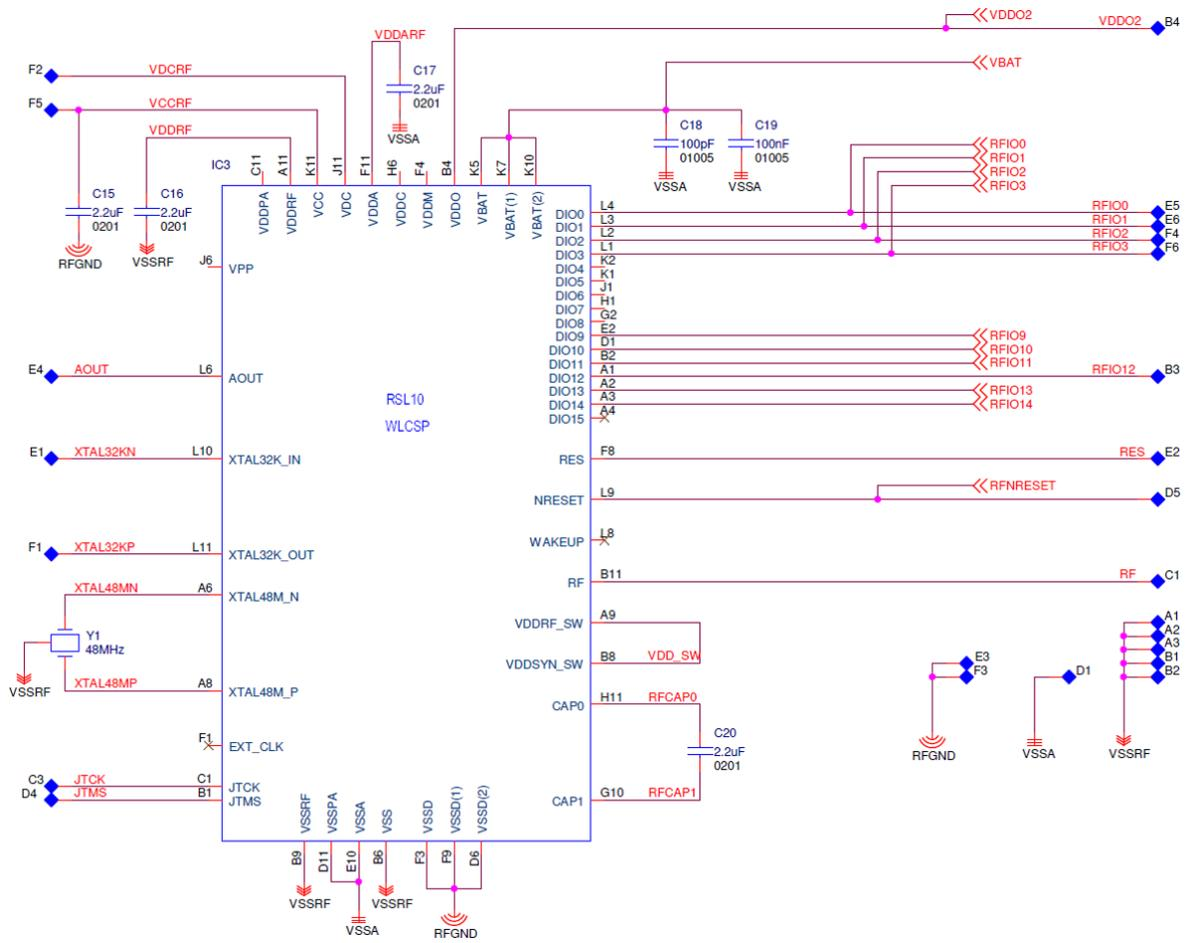 VDDO2
VDDO2 B4
VDDARF
F2 VDCRF
VBAT
C17
2.2uF
0201
F5 VCCRF
VSSA
VDDRF
C18
100pF
01005
C19
100nF
01005
RFIO0
RFIO1
RFIO2
RFIO3
VSSA VSSA
IC3
C11 A11 K11 J11 F11 H6 F4 B4 K5 K7 K10
VDDPA VDDRF VCC VDC VDDA VDDC VDDM VDDO VBAT VBAT(1) VBAT(2)
C15
2.2uF
0201
C16
2.2uF
0201
RFGND VSSRF
DIO0 L4 RFIO0 E5
DIO1 L3 RFIO1 E6
DIO2 L2 RFIO2 F4
DIO3 L1 RFIO3 F6
J6 VPP
DIO4 K2
DIO5 K1
DIO6 J1
DIO7 H1
DIO8 G2
DIO9 E2 RFIO9
DIO10 D1 RFIO10
DIO11 B2 RFIO11
DIO12 A1 RFIO12 B3
DIO13 A2 RFIO13
DIO14 A3 RFIO14
DIO15 A4
E4 AOUT L6 AOUT
RSL10
WLCSP
E1 XTAL32KN L10 XTAL32K_IN
RES F8 RES E2
RFNRESET
NRESET L9 D5
WAKEUP L8
F1 XTAL32KP L11 XTAL32K_OUT
RF B11 RF C1
XTAL48MN A6 XTAL48M_N
VDDRF_SW A9
Y1
48MHz
VSSRF
VDDSYN_SW B8 VDD_SW
XTAL48MP A8 XTAL48M_P
CAP0 H11 RFCAP0
C20
2.2uF
0201
CAP1 G10 RFCAP1
F1 EXT_CLK
C3 JTCK C1 JTCK
D4 JTMS B1 JTMS
A1
A2
A3
B1
B2
E3
F3
D1
RFGND VSSA VSSRF
VSSRF VSSPA VSSA VSS VSSD VSSD(1) VSSD(2)
B9 D11 E10 B6 F3 F9 D6
VSSRF VSSA VSSRF RFGND